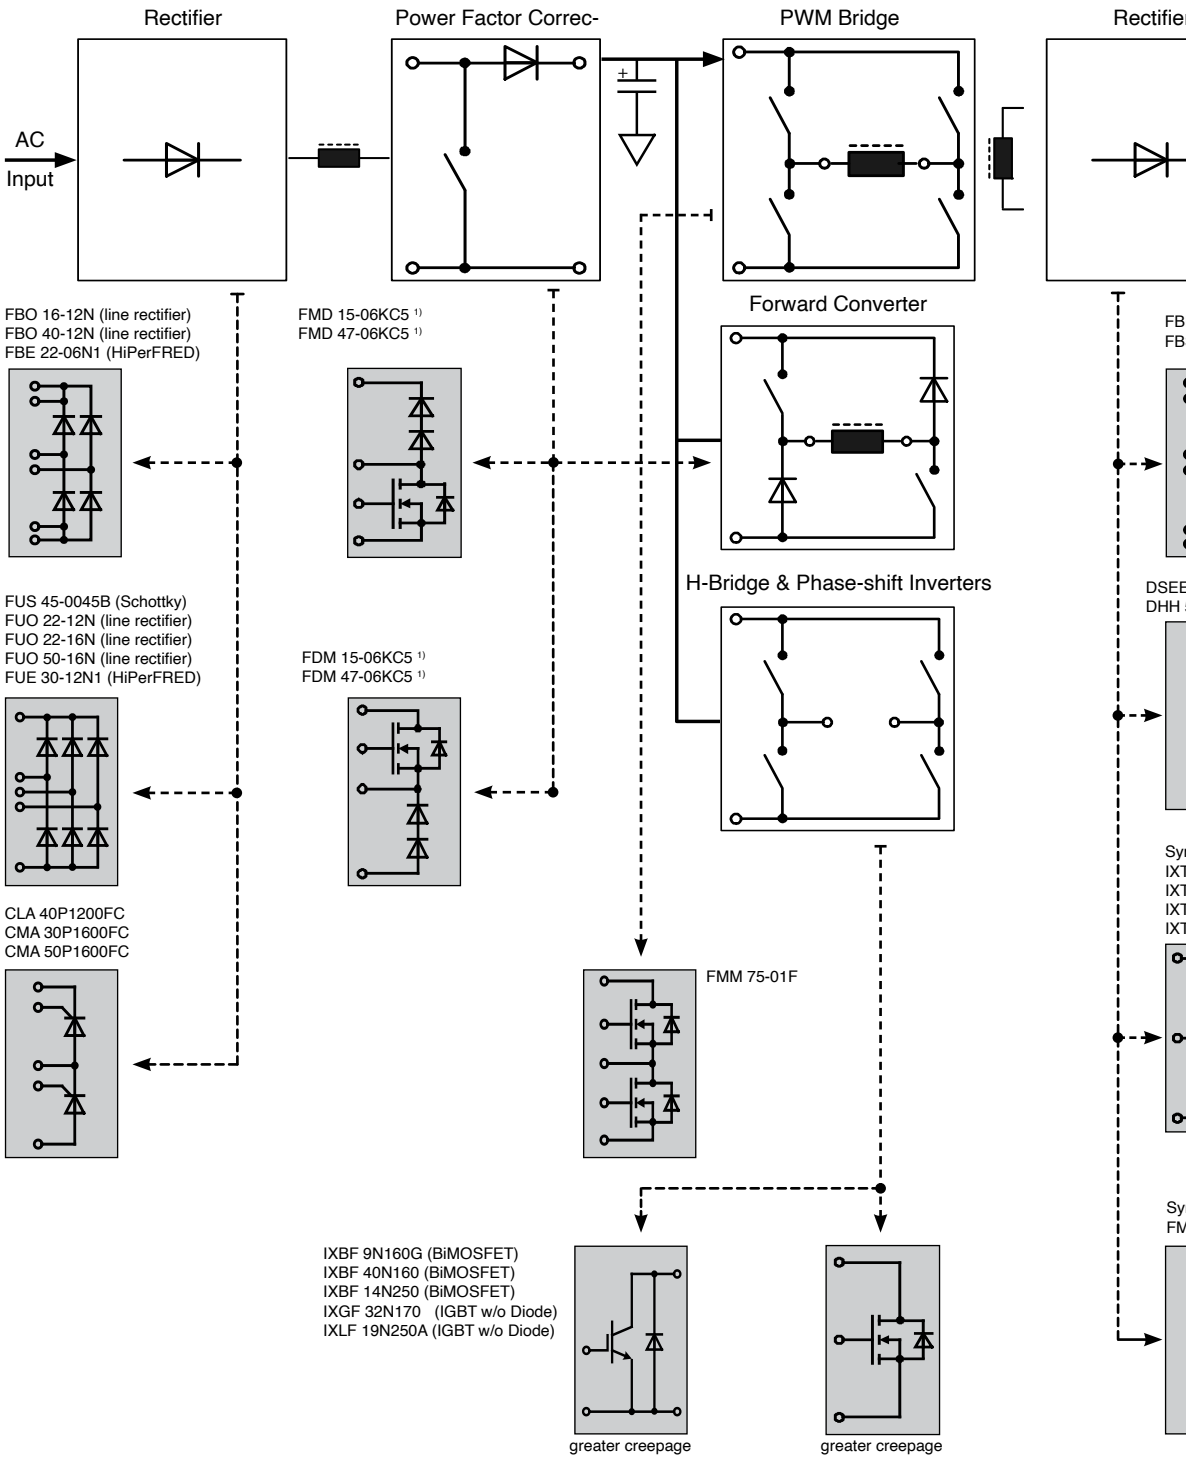 Rectifier
Power Factor Correc-
PWM Bridge
Rectifier
AC
Input
+
Forward Converter
FBO 16-12N (line rectifier)
FBO 40-12N (line rectifier)
FBE 22-06N1 (HiPerFRED)
FMD 15-06KC5 1)
FMD 47-06KC5 1)
FB
FB
H-Bridge & Phase-shift Inverters
FUS 45-0045B (Schottky)
FUO 22-12N (line rectifier)
FUO 22-16N (line rectifier)
FUO 50-16N (line rectifier)
FUE 30-12N1 (HiPerFRED)
FDM 15-06KC5 1)
FDM 47-06KC5 1)
DSEE
DHH
CLA 40P1200FC
CMA 30P1600FC
CMA 50P1600FC
FMM 75-01F
IXBF 9N160G (BiMOSFET)
IXBF 40N160 (BiMOSFET)
IXBF 14N250 (BiMOSFET)
IXGF 32N170 (IGBT w/o Diode)
IXLF 19N250A (IGBT w/o Diode)
greater creepage
greater creepage